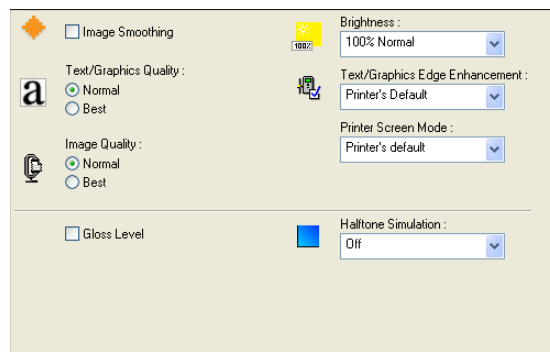 Image Smoothing
Text/Graphics Quality :
a
Normal
Best
Image Quality :
Normal
Best
Gloss Level
Brightness :
100%
100% Normal
Text/Graphics Edge Enhancement :
Printer's Default
Printer Screen Mode :
Printer's default
Halftone Simulation :
Off